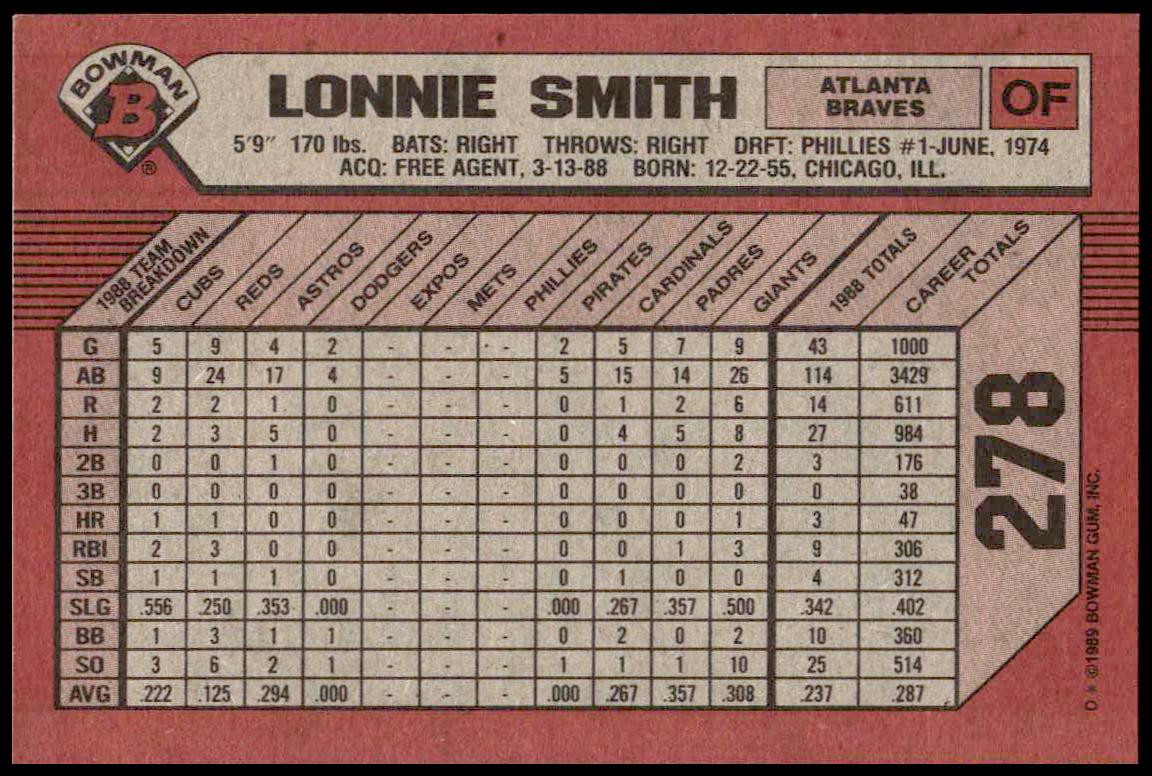 BOWMAN
B
®
LONNIE SMITH
ATLANTA
BRAVES
OF
5'9" 170 lbs. BATS: RIGHT THROWS: RIGHT DRFT: PHILLIES #1-JUNE, 1974
ACQ: FREE AGENT, 3-13-88 BORN: 12-22-55, CHICAGO, ILL.
1988 TEAM BREAKDOWN CUBS REDS ASTROS DODGERS EXPOS METS PHILLIES PIRATES CARDINALS PADRES GIANTS 1988 TOTALS CAREER TOTALS
G 5 9 4 2 - - - 2 5 7 9 43 1000
AB 9 24 17 4 - - - 5 15 14 26 114 3429
R 2 2 1 0 - - - 0 1 2 6 14 611
H 2 3 5 0 - - - 0 4 5 8 27 984
2B 0 0 1 0 - - - 0 0 0 2 3 176
3B 0 0 0 0 - - - 0 0 0 0 0 38
HR 1 1 0 0 - - - 0 0 0 1 3 47
RBI 2 3 0 0 - - - 0 0 1 3 9 306
SB 1 1 1 0 - - - 0 1 0 0 4 312
SLG .556 .250 .353 .000 - - - .000 .267 .357 .500 .342 .402
BB 1 3 1 1 - - - 0 2 0 2 10 360
SO 3 6 2 1 - - - 1 1 1 10 25 514
AVG .222 .125 .294 .000 - - - .000 .267 .357 .308 .237 .287
278
D * ©1989 BOWMAN GUM, INC.